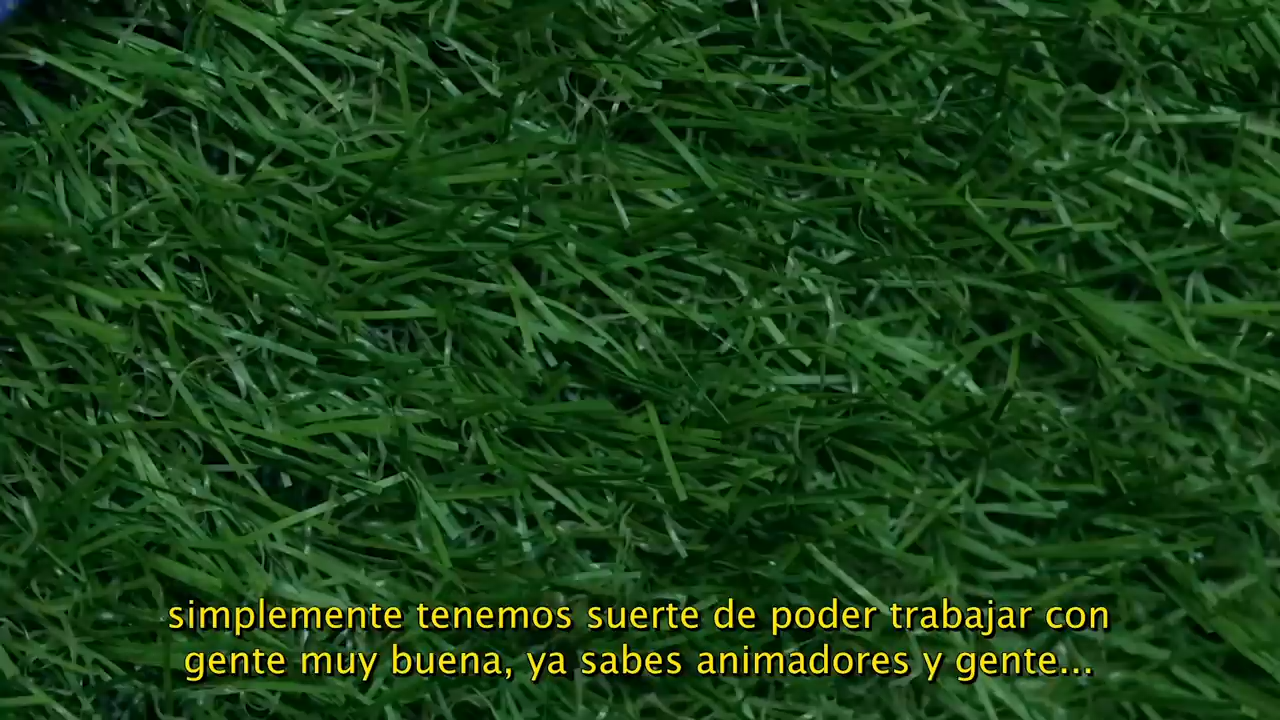 simplemente tenemos suerte de poder trabajar con
gente muy buena, ya sabes animadores y gente...